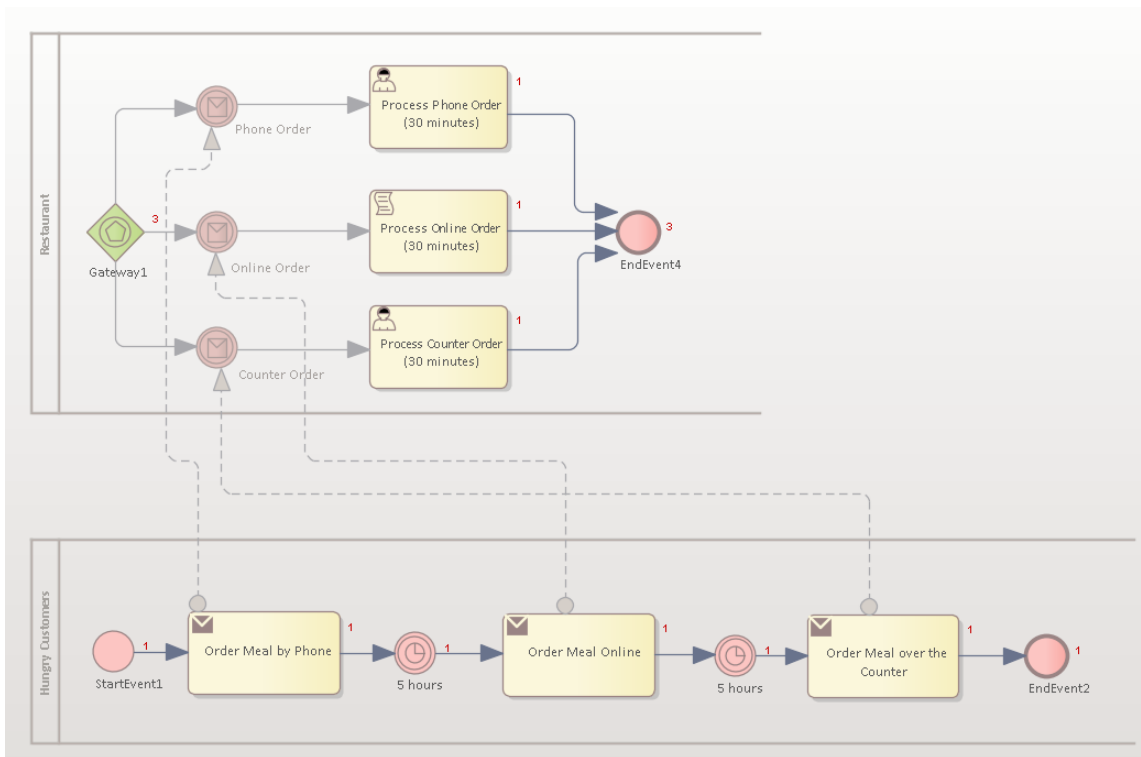 Restaurant
Phone Order
1
Process Phone Order
(30 minutes)
3
Gateway1
Online Order
1
Process Online Order
(30 minutes)
3
EndEvent4
Counter Order
1
Process Counter Order
(30 minutes)
Hungry Customers
1
StartEvent1
1
Order Meal by Phone
1
5 hours
1
Order Meal Online
1
5 hours
1
Order Meal over the
Counter
1
EndEvent2